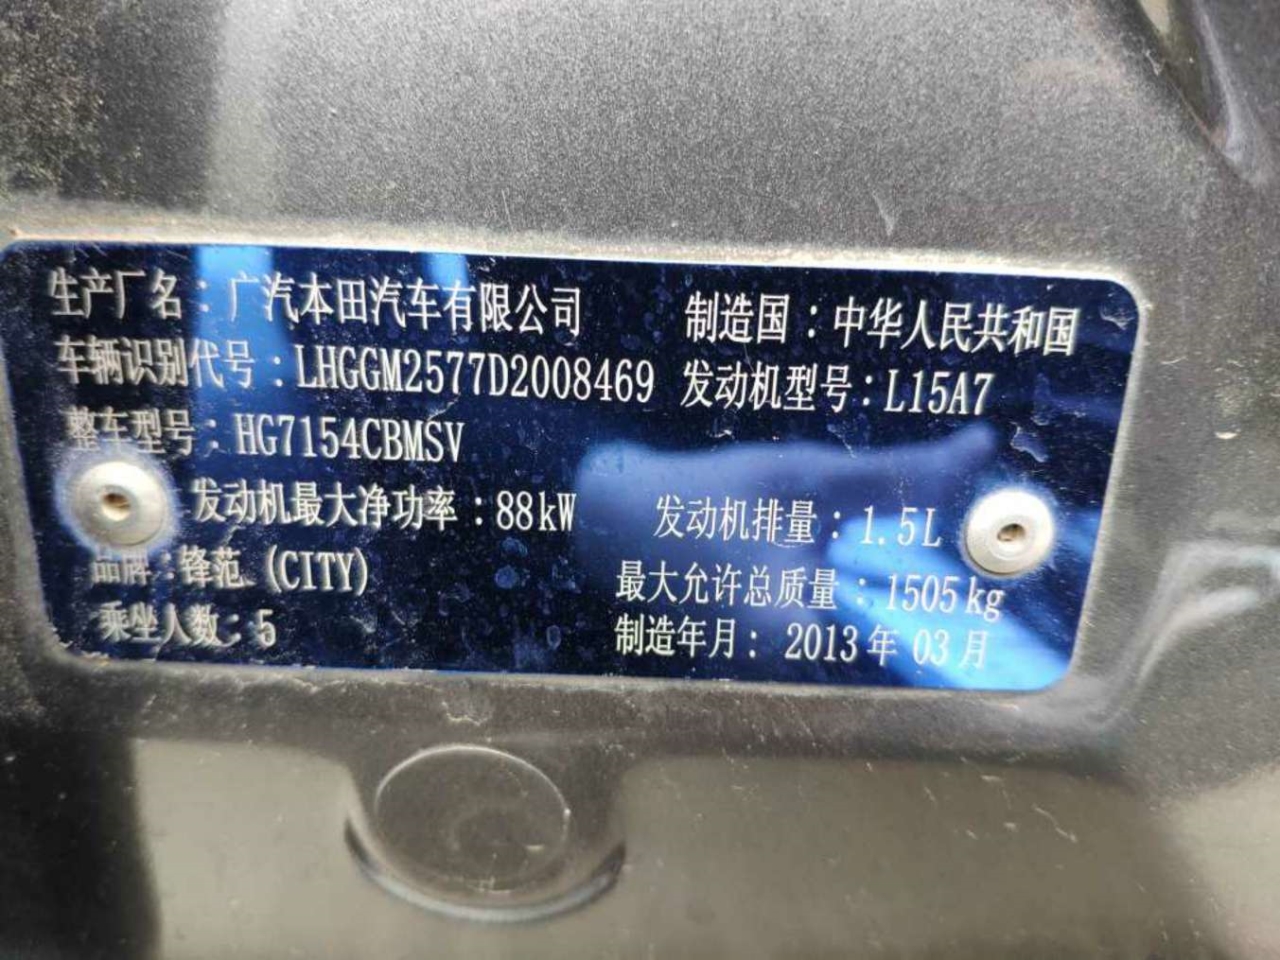 生产厂名：广汽本田汽车有限公司 制造国：中华人民共和国
车辆识别代号：LHGGM2577D2008469 发动机型号：L15A7
整车型号：HG7154CBMSV
发动机最大净功率：88kW 发动机排量：1.5L
品牌：锋范 (CITY) 最大允许总质量：1505kg
乘坐人数：5 制造年月：2013年03月